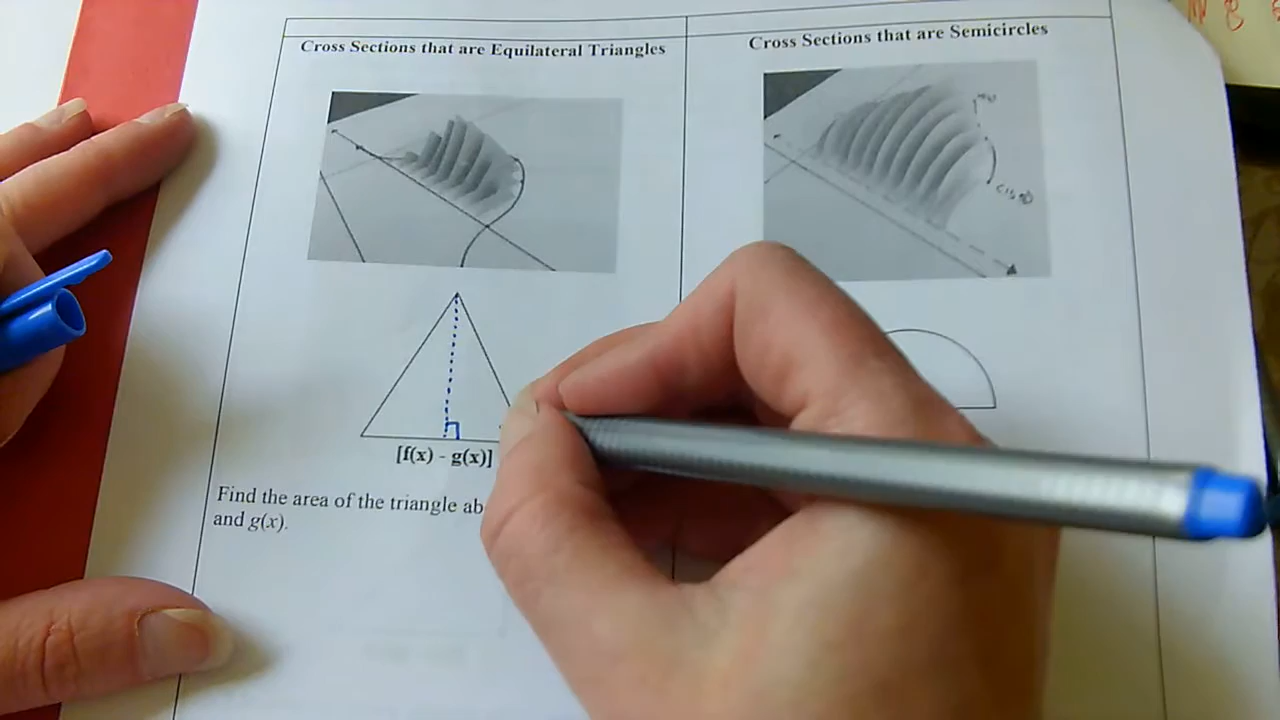 Cross Sections that are Equilateral Triangles
Cross Sections that are Semicircles
[f(x) - g(x)]
Find the area of the triangle ab
and g(x).